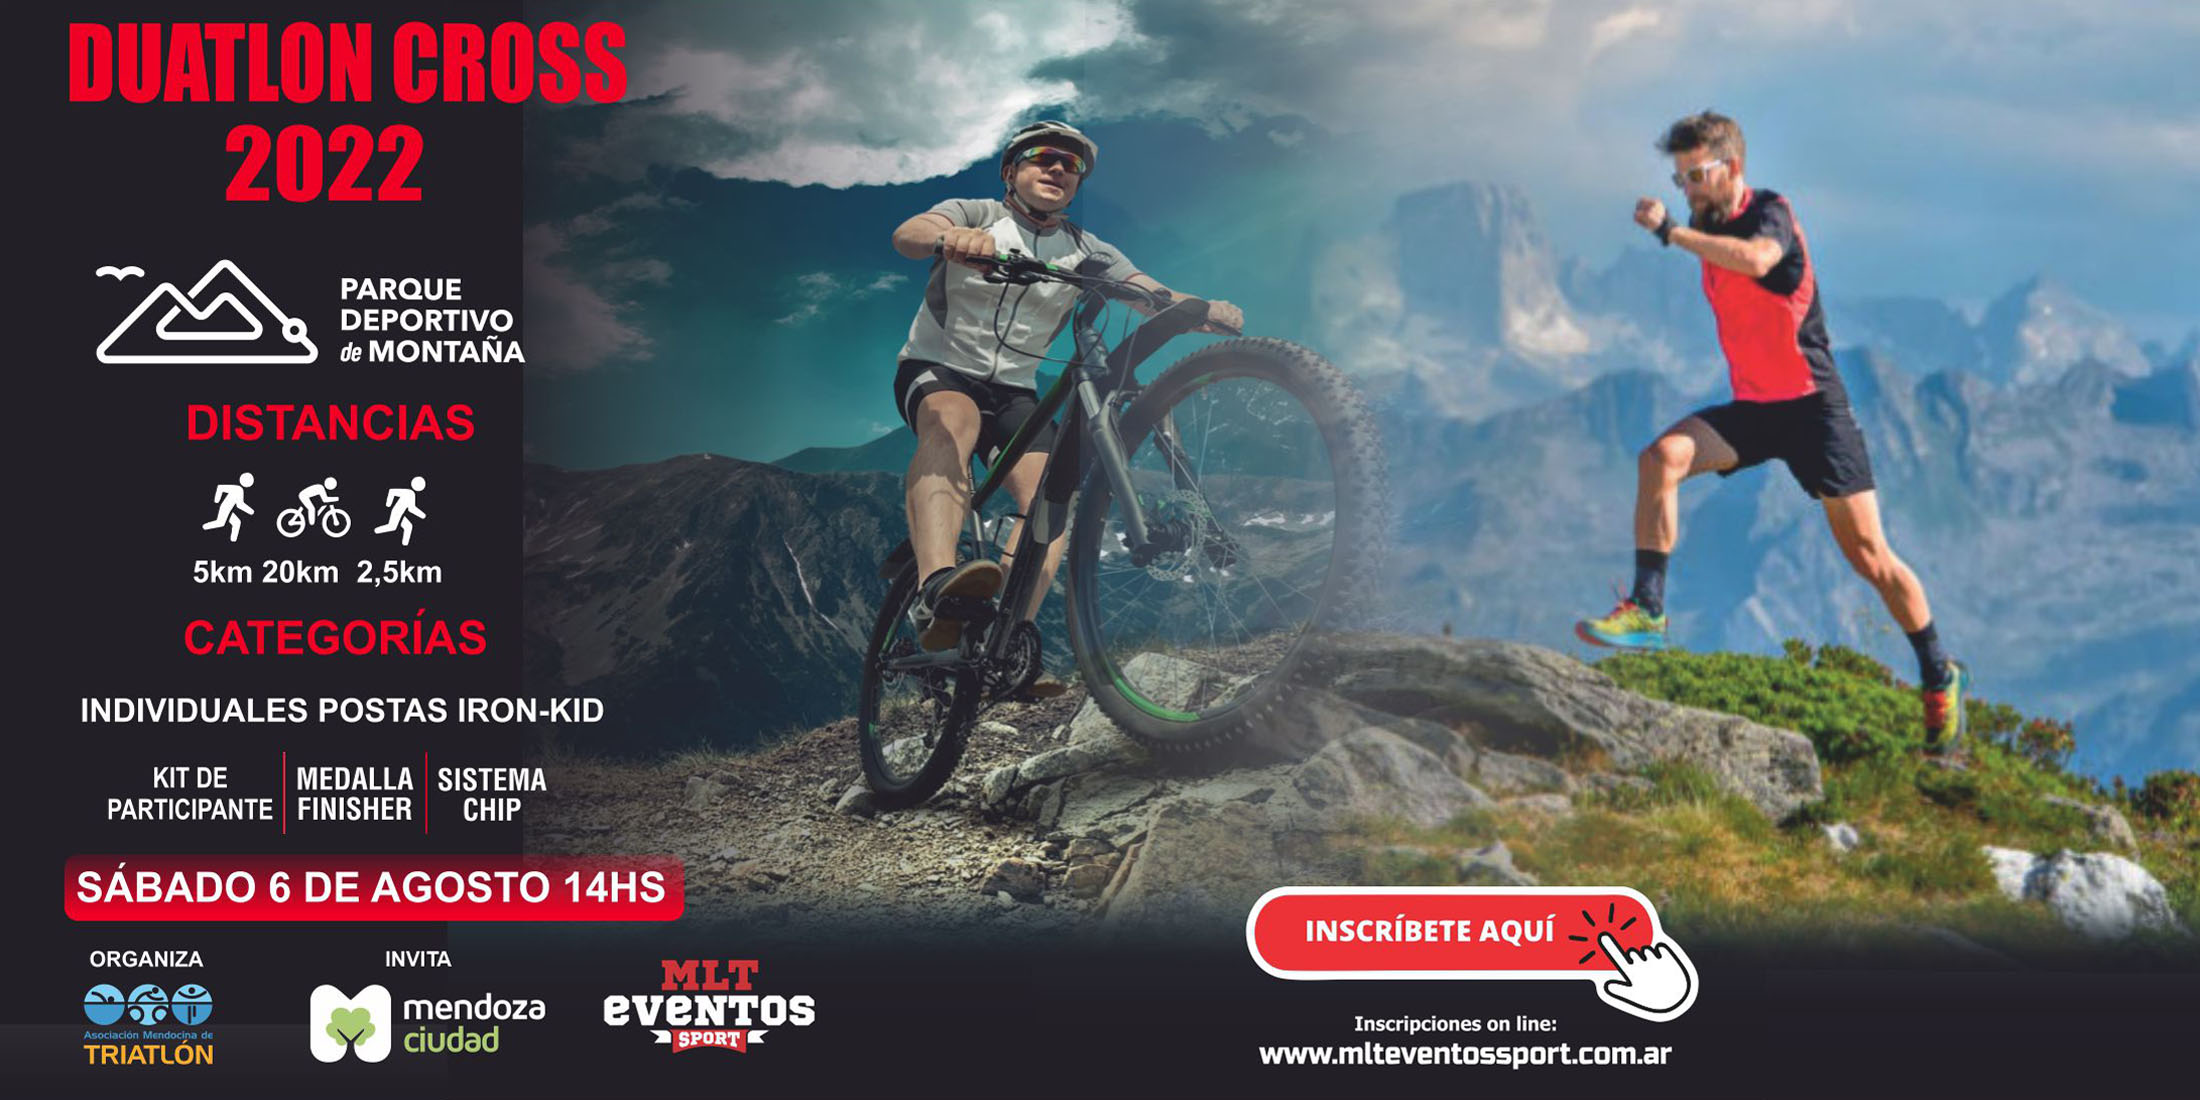 DUATLON CROSS
2022
PARQUE
DEPORTIVO
de MONTAÑA
DISTANCIAS
5km 20km 2,5km
CATEGORÍAS
INDIVIDUALES POSTAS IRON-KID
KIT DE
PARTICIPANTE
MEDALLA
FINISHER
SISTEMA
CHIP
SÁBADO 6 DE AGOSTO 14HS
ORGANIZA
Asociación Mendocina de
TRIATLÓN
INVITA
mendoza
ciudad
MLT
eVENTOS
SPORT
INSCRÍBETE AQUÍ
Inscripciones on line:
www.mlteventossport.com.ar